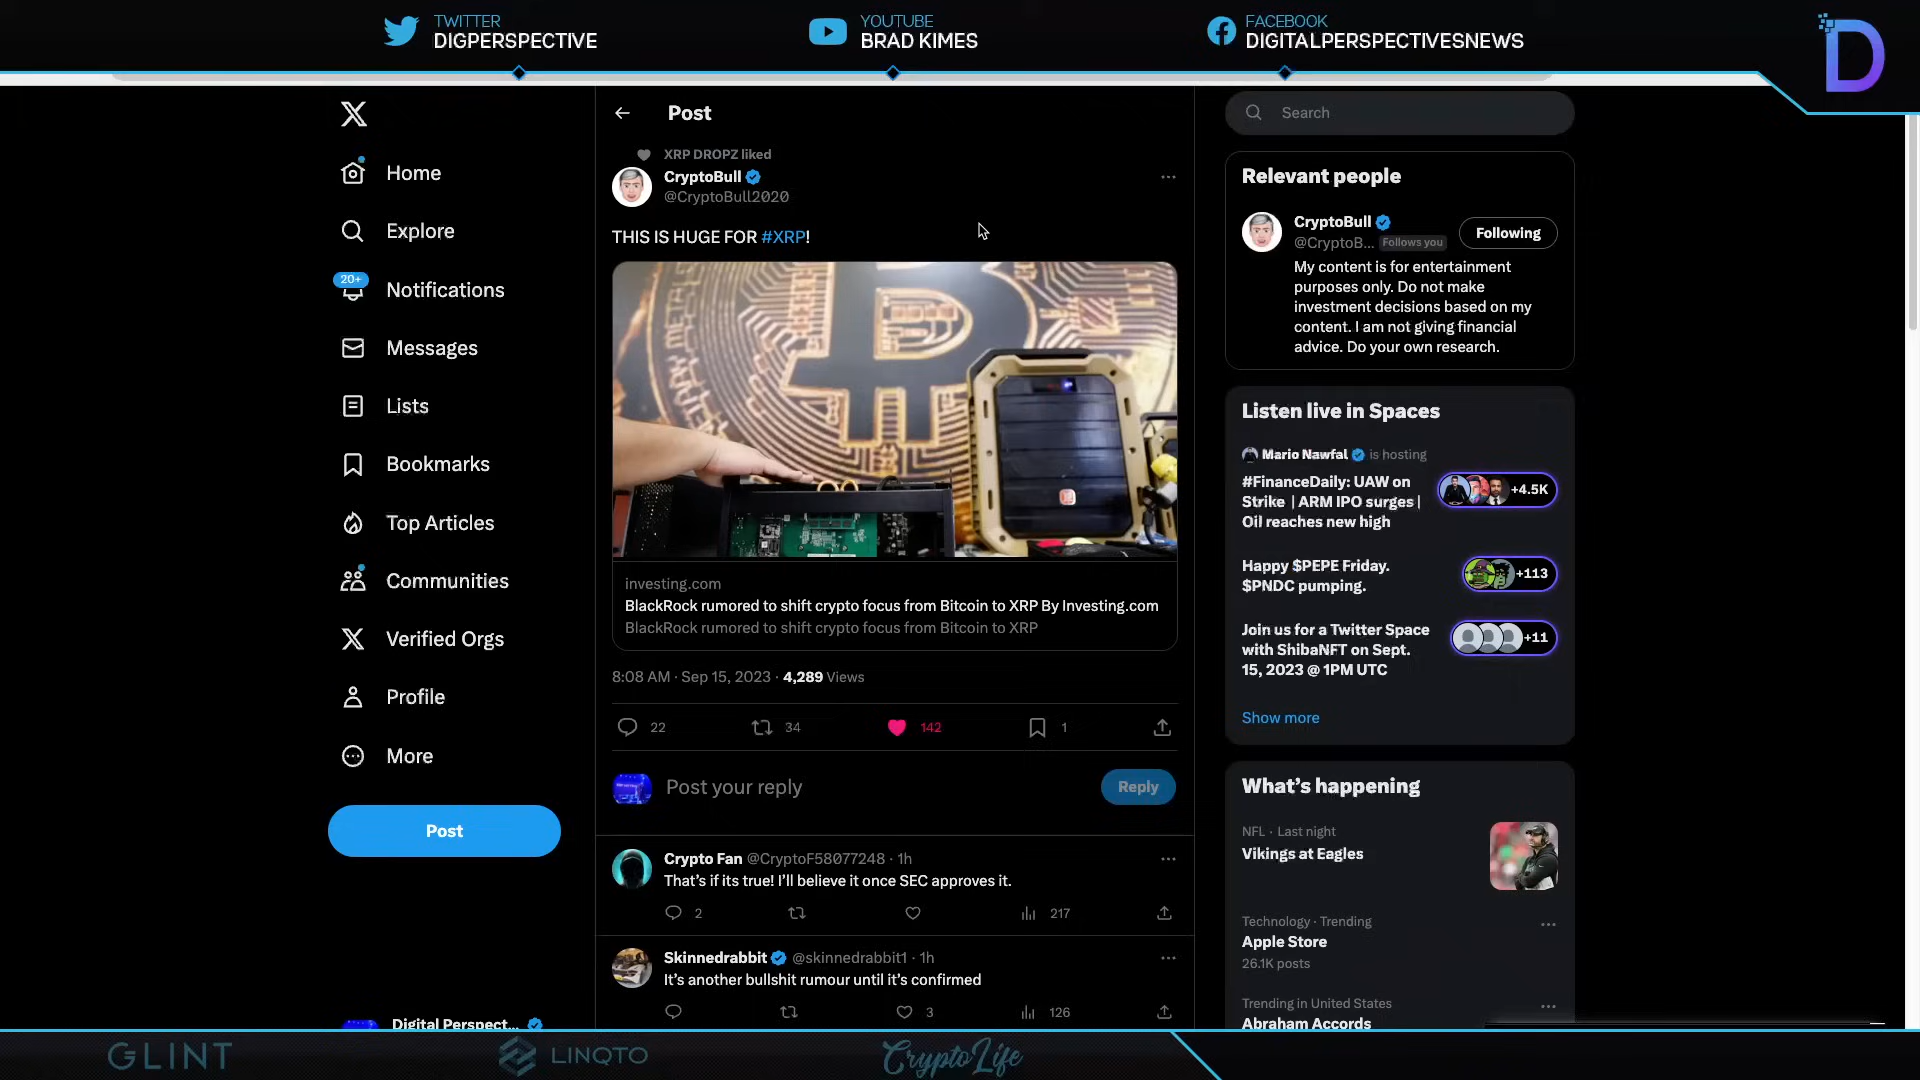 TWITTER
DIGPERSPECTIVE
YOUTUBE
BRAD KIMES
FACEBOOK
DIGITALPERSPECTIVESNEWS
D
Home
Explore
20+
Notifications
Messages
Lists
Bookmarks
Top Articles
Communities
Verified Orgs
Profile
More
Post
Digital Perspect...
Post
XRP DROPZ liked
CryptoBull
@CryptoBull2020
THIS IS HUGE FOR #XRP!
investing.com
BlackRock rumored to shift crypto focus from Bitcoin to XRP By Investing.com
BlackRock rumored to shift crypto focus from Bitcoin to XRP
8:08 AM · Sep 15, 2023 · 4,289 Views
22
34
142
1
Post your reply
Reply
Crypto Fan @CryptoF58077248 · 1h
That's if its true! I'll believe it once SEC approves it.
2
217
Skinnedrabbit @skinnedrabbit1 · 1h
It's another bullshit rumour until it's confirmed
3
126
Search
Relevant people
CryptoBull
@CryptoB... Follows you
Following
My content is for entertainment
purposes only. Do not make
investment decisions based on my
content. I am not giving financial
advice. Do your own research.
Listen live in Spaces
Mario Nawfal is hosting
#FinanceDaily: UAW on
Strike | ARM IPO surges |
Oil reaches new high
+4.5K
Happy $PEPE Friday.
$PNDC pumping.
+113
Join us for a Twitter Space
with ShibaNFT on Sept.
15, 2023 @ 1PM UTC
+11
Show more
What's happening
NFL · Last night
Vikings at Eagles
Technology · Trending
Apple Store
26.1K posts
Trending in United States
Abraham Accords
GLINT
LINQTO
CryptoLife